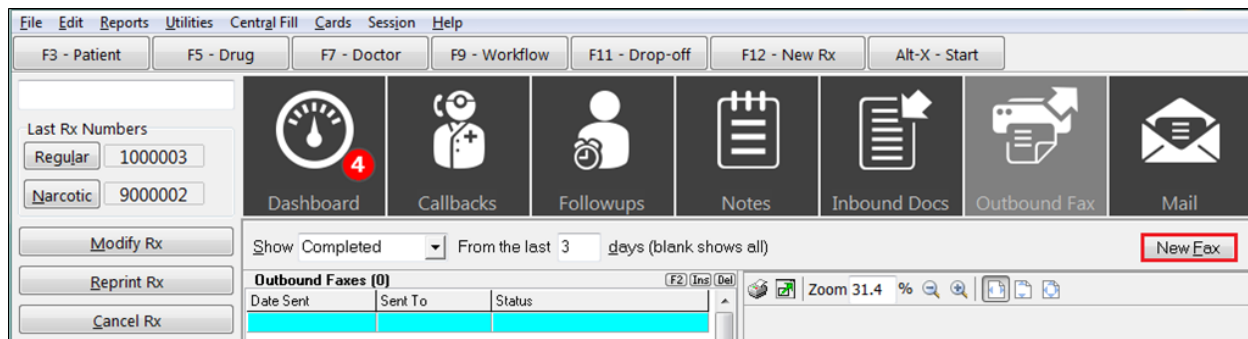 File Edit Reports Utilities Central Fill Cards Session Help
F3 - Patient F5 - Drug F7 - Doctor F9 - Workflow F11 - Drop-off F12 - New Rx Alt-X - Start
Last Rx Numbers
Regular 1000003
Narcotic 9000002
Modify Rx
Reprint Rx
Cancel Rx
4
Dashboard Callbacks Followups Notes Inbound Docs Outbound Fax Mail
Show Completed From the last 3 days (blank shows all) New Fax
Outbound Faxes (0) F2 Ins Del
Date Sent Sent To Status
Zoom 31.4 %